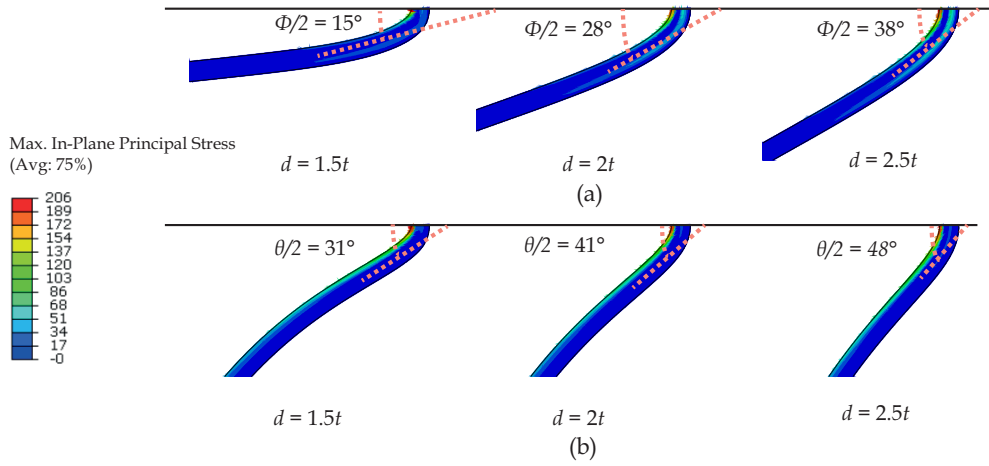 Φ/2 = 15°
Φ/2 = 28°
Φ/2 = 38°
Max. In-Plane Principal Stress
(Avg: 75%)
d = 1.5t
d = 2t
d = 2.5t
(a)
206
189
172
154
137
120
103
86
68
51
34
17
-0
θ/2 = 31°
θ/2 = 41°
θ/2 = 48°
d = 1.5t
d = 2t
d = 2.5t
(b)